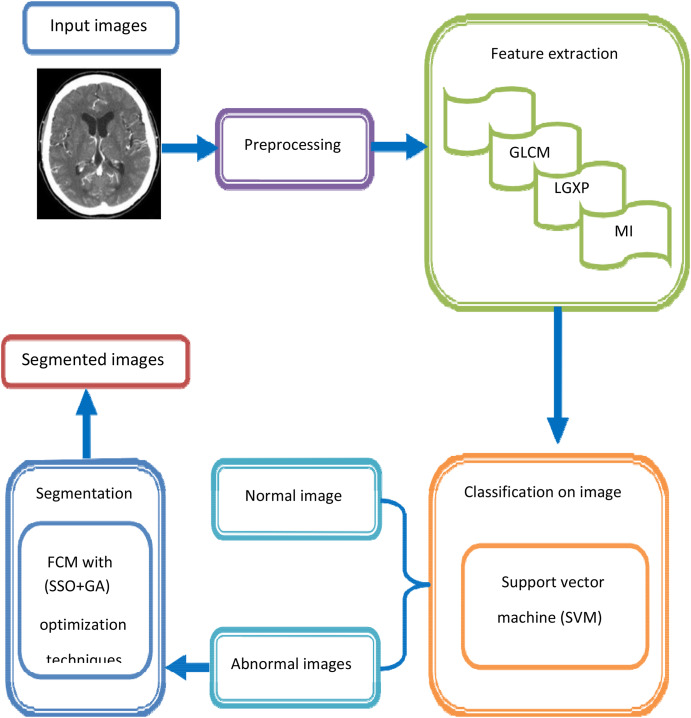 Input images
Preprocessing
Feature extraction
GLCM
LGXP
MI
Classification on image
Support vector
machine (SVM)
Normal image
Abnormal images
Segmentation
FCM with
(SSO+GA)
optimization
techniques
Segmented images